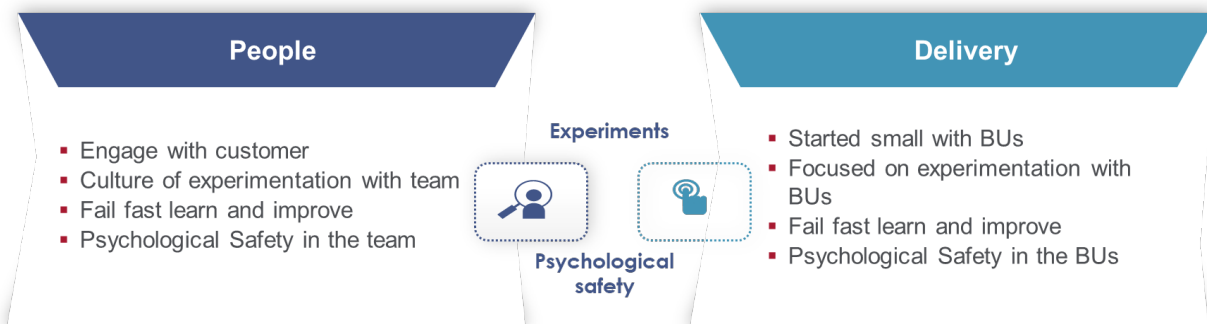 People
▪ Engage with customer
▪ Culture of experimentation with team
▪ Fail fast learn and improve
▪ Psychological Safety in the team
Experiments
Psychological
safety
Delivery
▪ Started small with BUs
▪ Focused on experimentation with
BUs
▪ Fail fast learn and improve
▪ Psychological Safety in the BUs